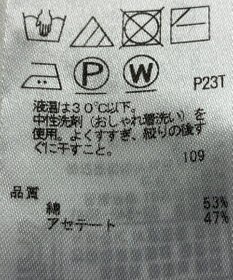 P W P23T
液温は30℃以下。
中性洗剤(おしゃれ着洗い)を
使用。よくすすぎ、絞りの後す
ぐに干すこと。
109
品質
綿 53%
アセテート 47%